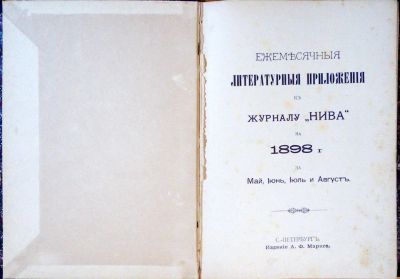 ЕЖЕМѢСЯЧНЫЯ
ЛИТЕРАТУРНЫЯ ПРИЛОЖЕНІЯ
КЪ
ЖУРНАЛУ „НИВА“
НА
1898 г.
ЗА
Май, Іюнь, Іюль и Августъ.
С.-ПЕТЕРБУРГЪ.
Изданіе А. Ф. Маркса.